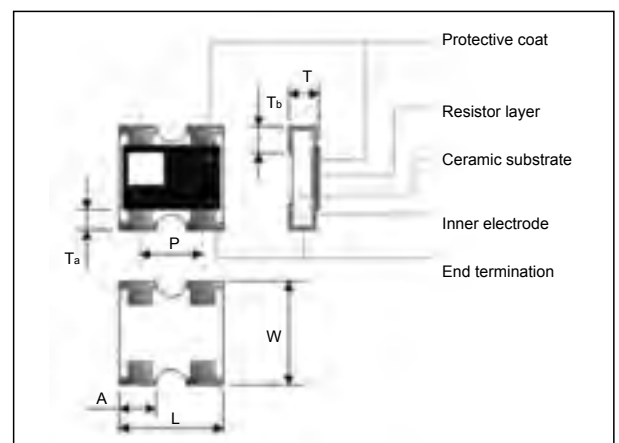 Protective coat
T
Tb
Resistor layer
Ceramic substrate
Inner electrode
End termination
Ta
P
W
A
L